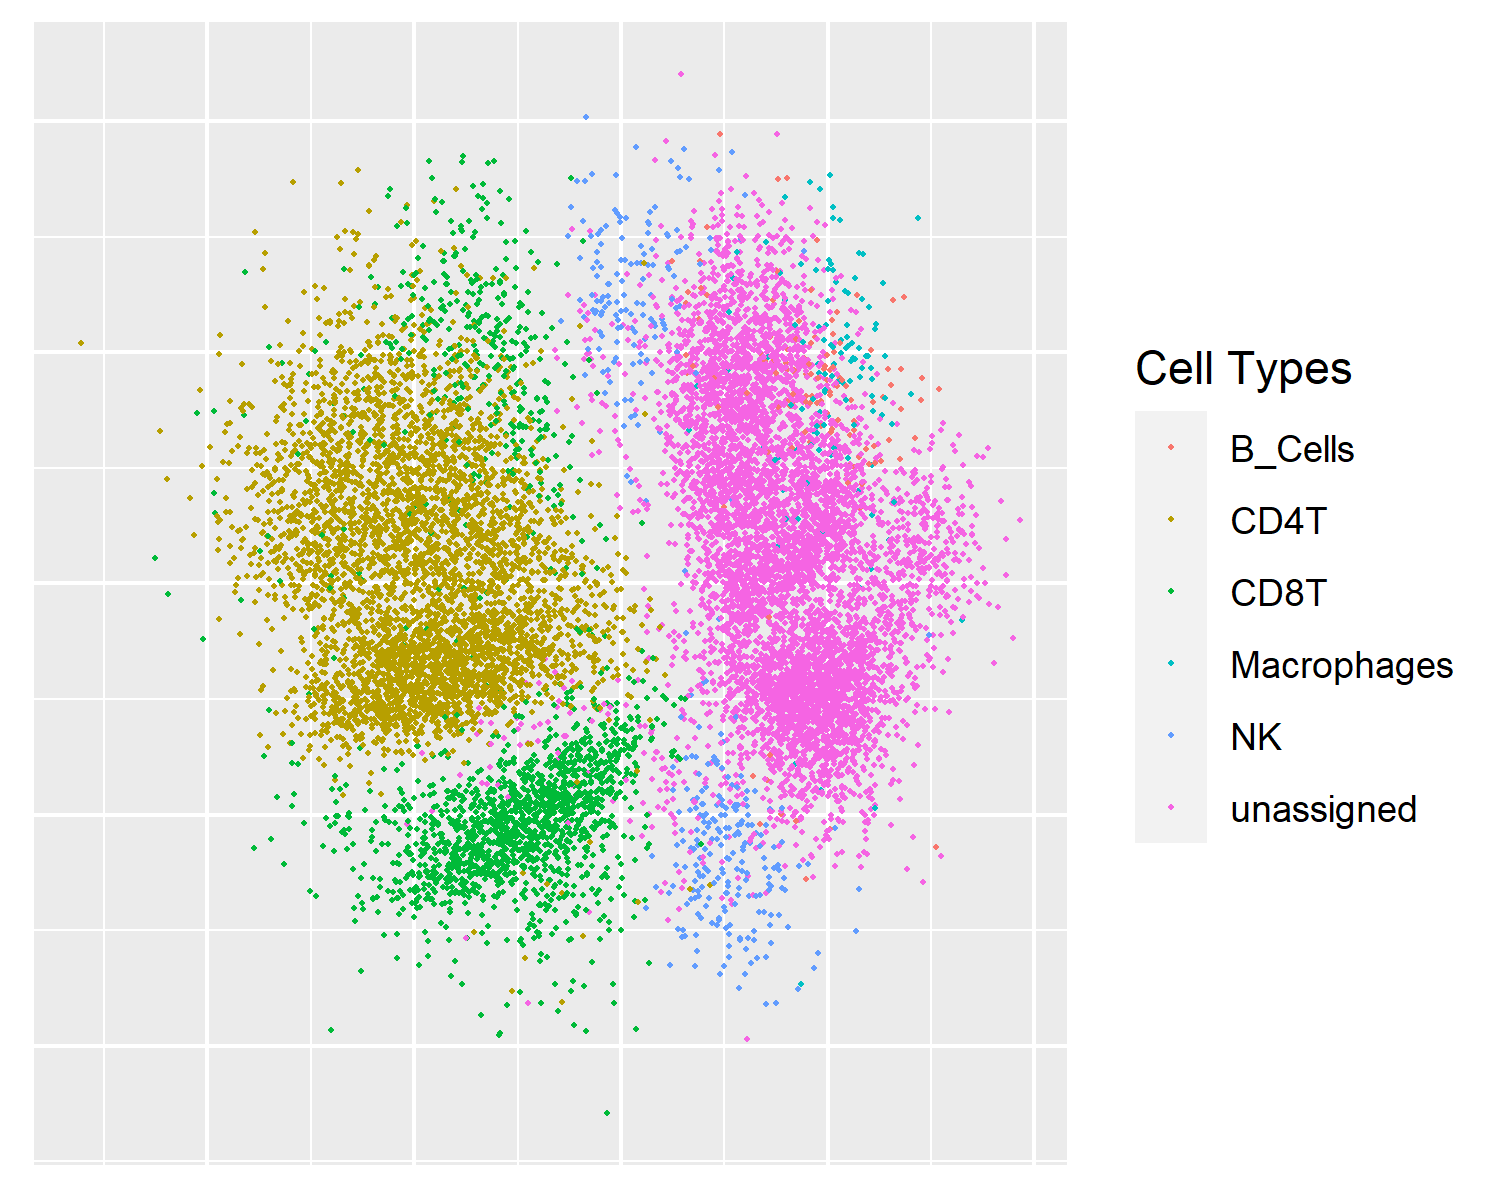 Cell Types
B_Cells
CD4T
CD8T
Macrophages
NK
unassigned